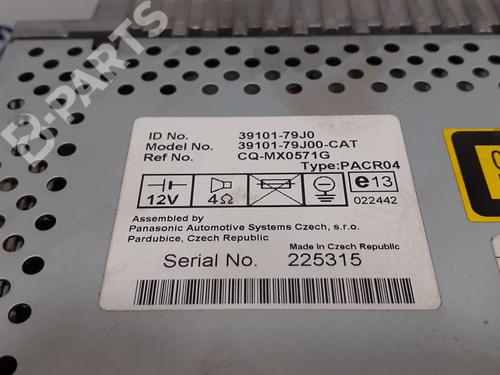 B-PARTS
ID No. 39101-79J0
Model No. 39101-79J00-CAT
Ref No. CQ-MX0571G
Type:PACR04
12V 4Ω e13
022442
Assembled by
Panasonic Automotive Systems Czech, s.r.o.
Pardubice, Czech Republic
Made in Czech Republic
Serial No. 225315